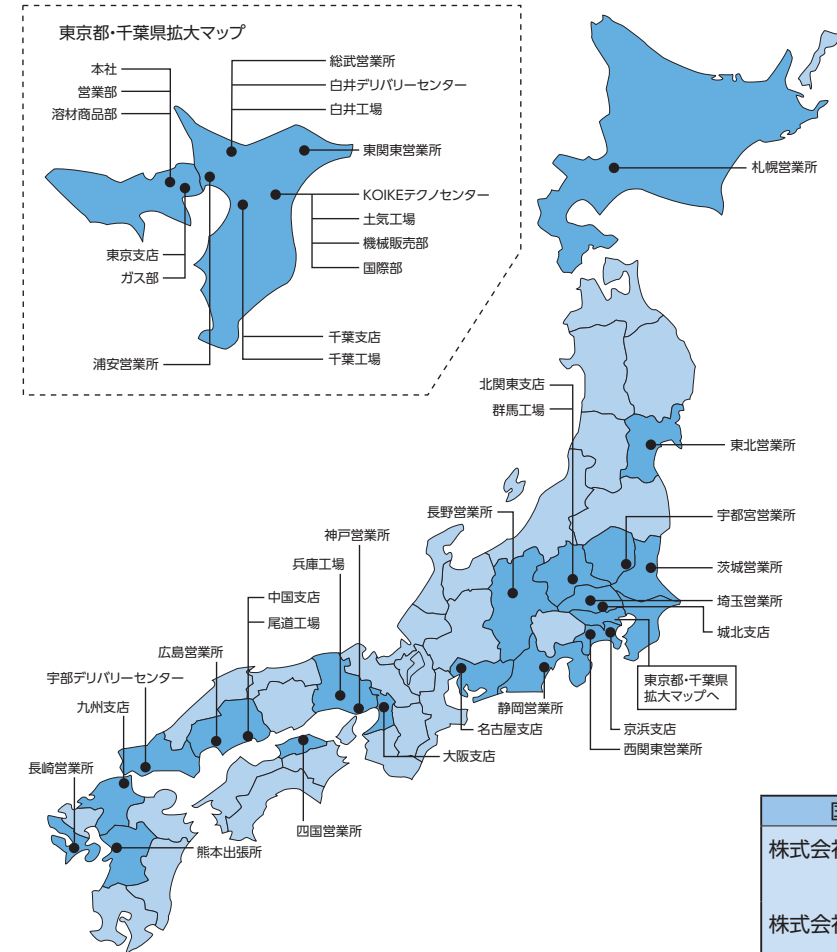 東京都・千葉県拡大マップ
本社
営業部
溶材商品部
総武営業所
白井デリバリーセンター
白井工場
東関東営業所
KOIKEテクノセンター
土気工場
機械販売部
国際部
東京支店
ガス部
千葉支店
千葉工場
浦安営業所
札幌営業所
北関東支店
群馬工場
東北営業所
長野営業所
宇都宮営業所
神戸営業所
茨城営業所
兵庫工場
中国支店
埼玉営業所
尾道工場
城北支店
広島営業所
宇部デリバリーセンター
東京都・千葉県
拡大マップへ
九州支店
静岡営業所
名古屋支店
京浜支店
西関東営業所
大阪支店
長崎営業所
四国営業所
熊本出張所
株式会
株式会